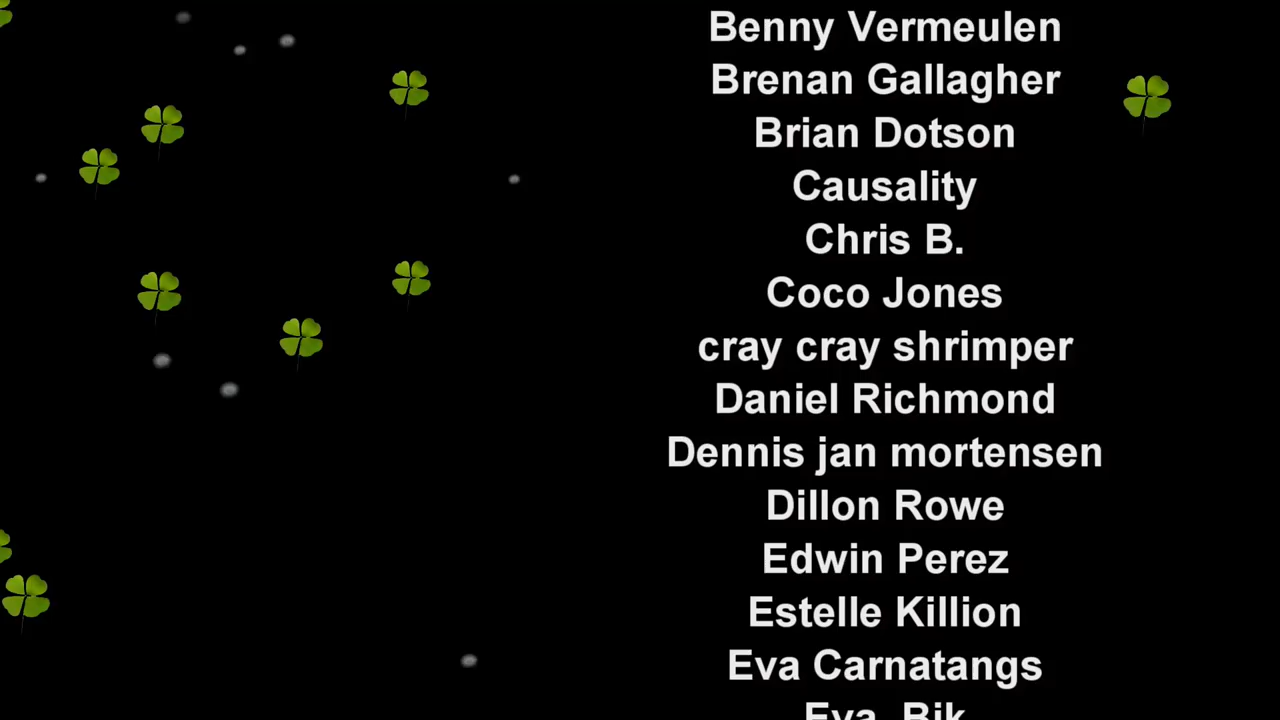 Benny Vermeulen
Brenan Gallagher
Brian Dotson
Causality
Chris B.
Coco Jones
cray cray shrimper
Daniel Richmond
Dennis jan mortensen
Dillon Rowe
Edwin Perez
Estelle Killion
Eva Carnatangs
Eva